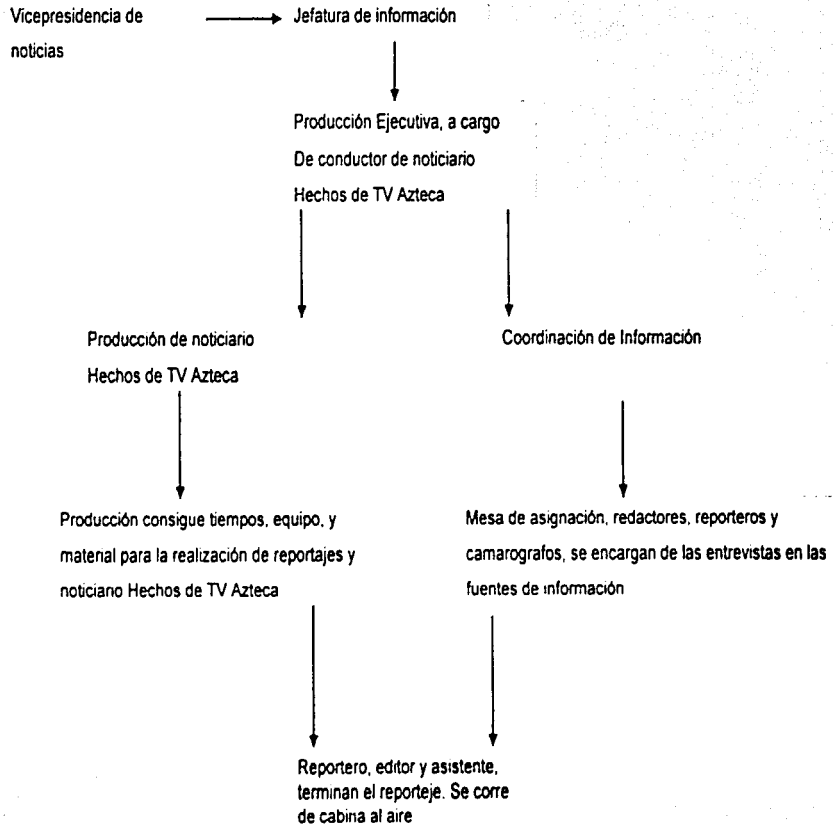 Vicepresidencia de
noticias
Jefatura de información
Producción Ejecutiva, a cargo
De conductor de noticiario
Hechos de TV Azteca
Producción de noticiario
Hechos de TV Azteca
Coordinación de Información
Producción consigue tiempos, equipo, y
material para la realización de reportajes y
noticiario Hechos de TV Azteca
Mesa de asignación, redactores, reporteros y
camarografos, se encargan de las entrevistas en las
fuentes de información
Reportero, editor y asistente,
terminan el reporteje. Se corre
de cabina al aire